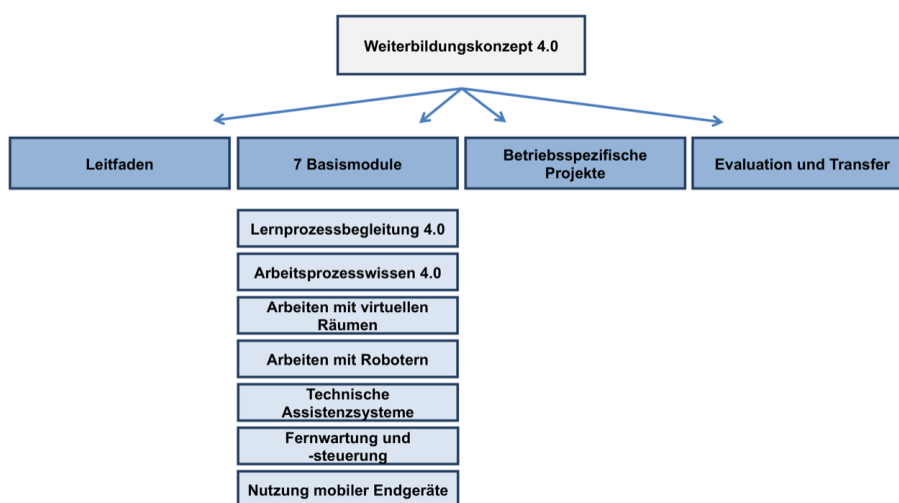 Weiterbildungskonzept 4.0
Leitfaden
7 Basismodule
Betriebsspezifische
Projekte
Evaluation und Transfer
Lernprozessbegleitung 4.0
Arbeitsprozesswissen 4.0
Arbeiten mit virtuellen
Räumen
Arbeiten mit Robotern
Technische
Assistenzsysteme
Fernwartung und
-steuerung
Nutzung mobiler Endgeräte